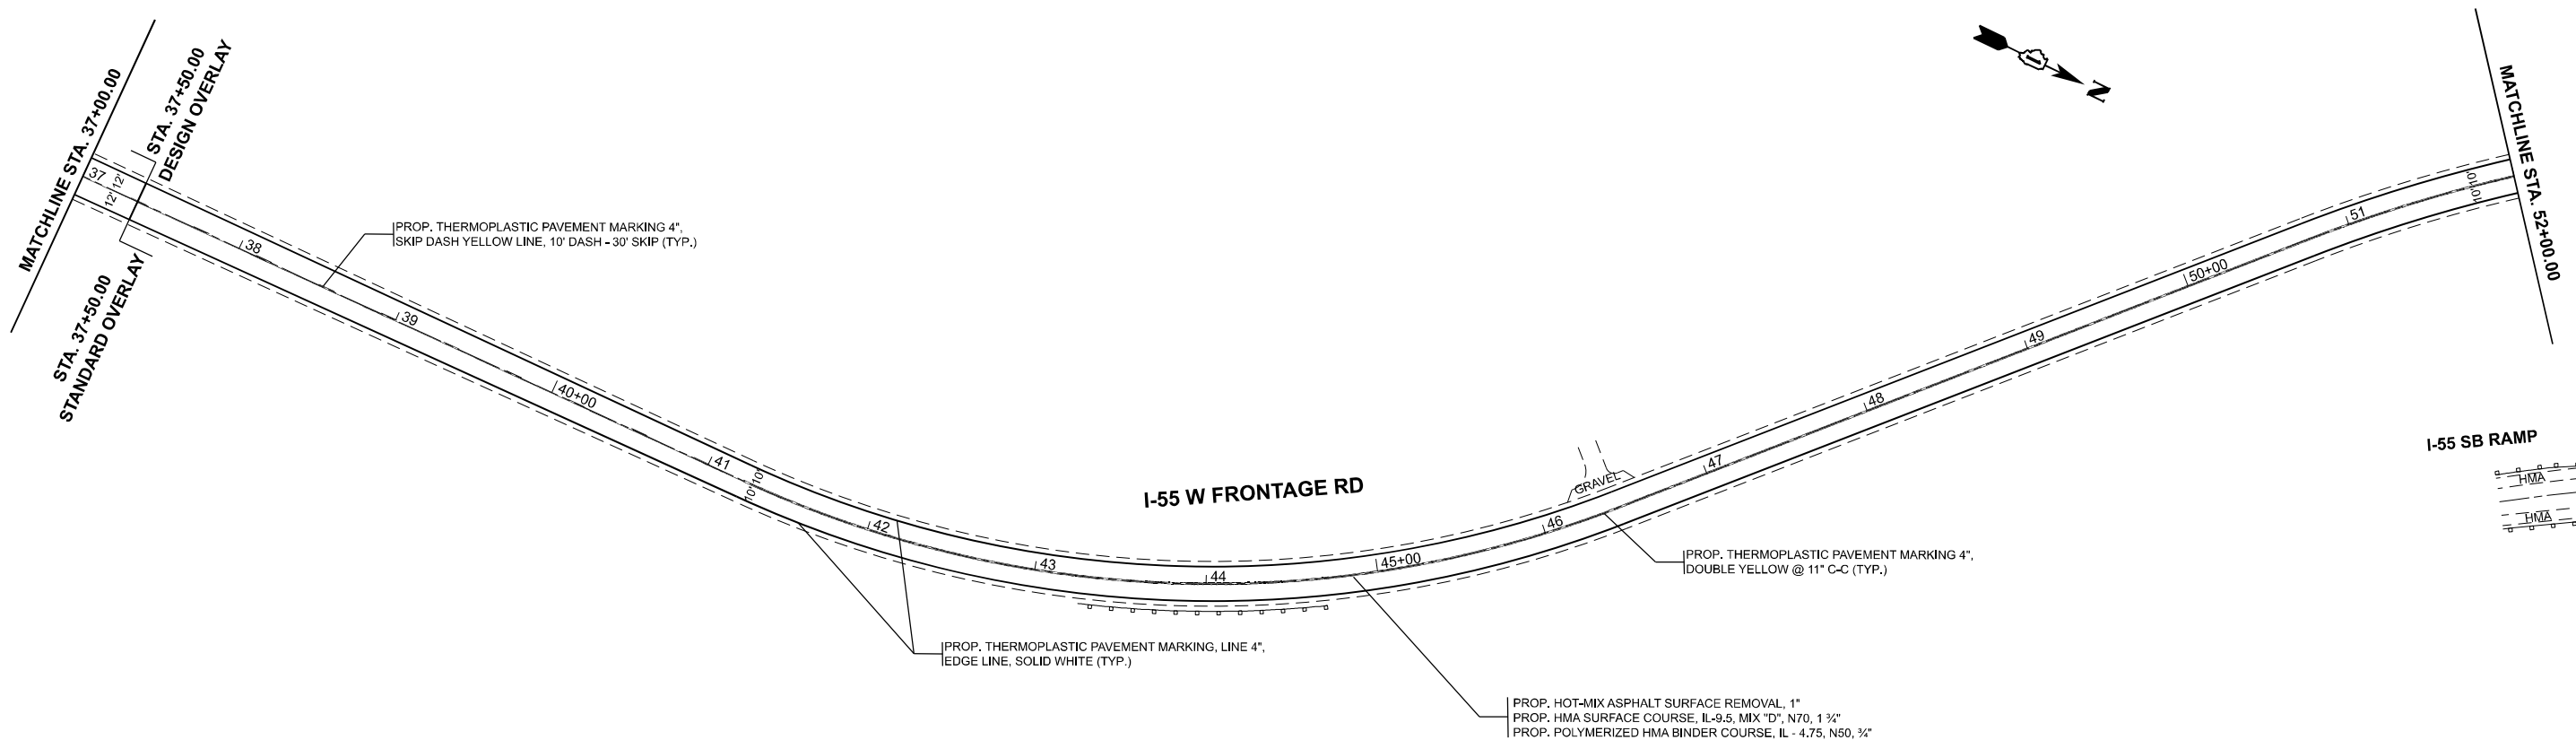 MATCHLINE STA. 37+00.00
STA. 37+50.00
DESIGN OVERLAY
STA. 37+50.00
STANDARD OVERLAY
37
12' 12'
38
39
40+00
41
10' 10'
42
43
44
45+00
46
47
48
49
50+00
51
10' 10'
PROP. THERMOPLASTIC PAVEMENT MARKING 4",
SKIP DASH YELLOW LINE, 10' DASH - 30' SKIP (TYP.)
I-55 W FRONTAGE RD
GRAVEL
PROP. THERMOPLASTIC PAVEMENT MARKING 4",
DOUBLE YELLOW @ 11" C-C (TYP.)
PROP. THERMOPLASTIC PAVEMENT MARKING, LINE 4",
EDGE LINE, SOLID WHITE (TYP.)
PROP. HOT-MIX ASPHALT SURFACE REMOVAL, 1"
PROP. HMA SURFACE COURSE, IL-9.5, MIX "D", N70, 1 ¾"
PROP. POLYMERIZED HMA BINDER COURSE, IL - 4.75, N50, ¾"
N
MATCHLINE STA. 52+00.00
I-55 SB RAMP
HMA
HMA